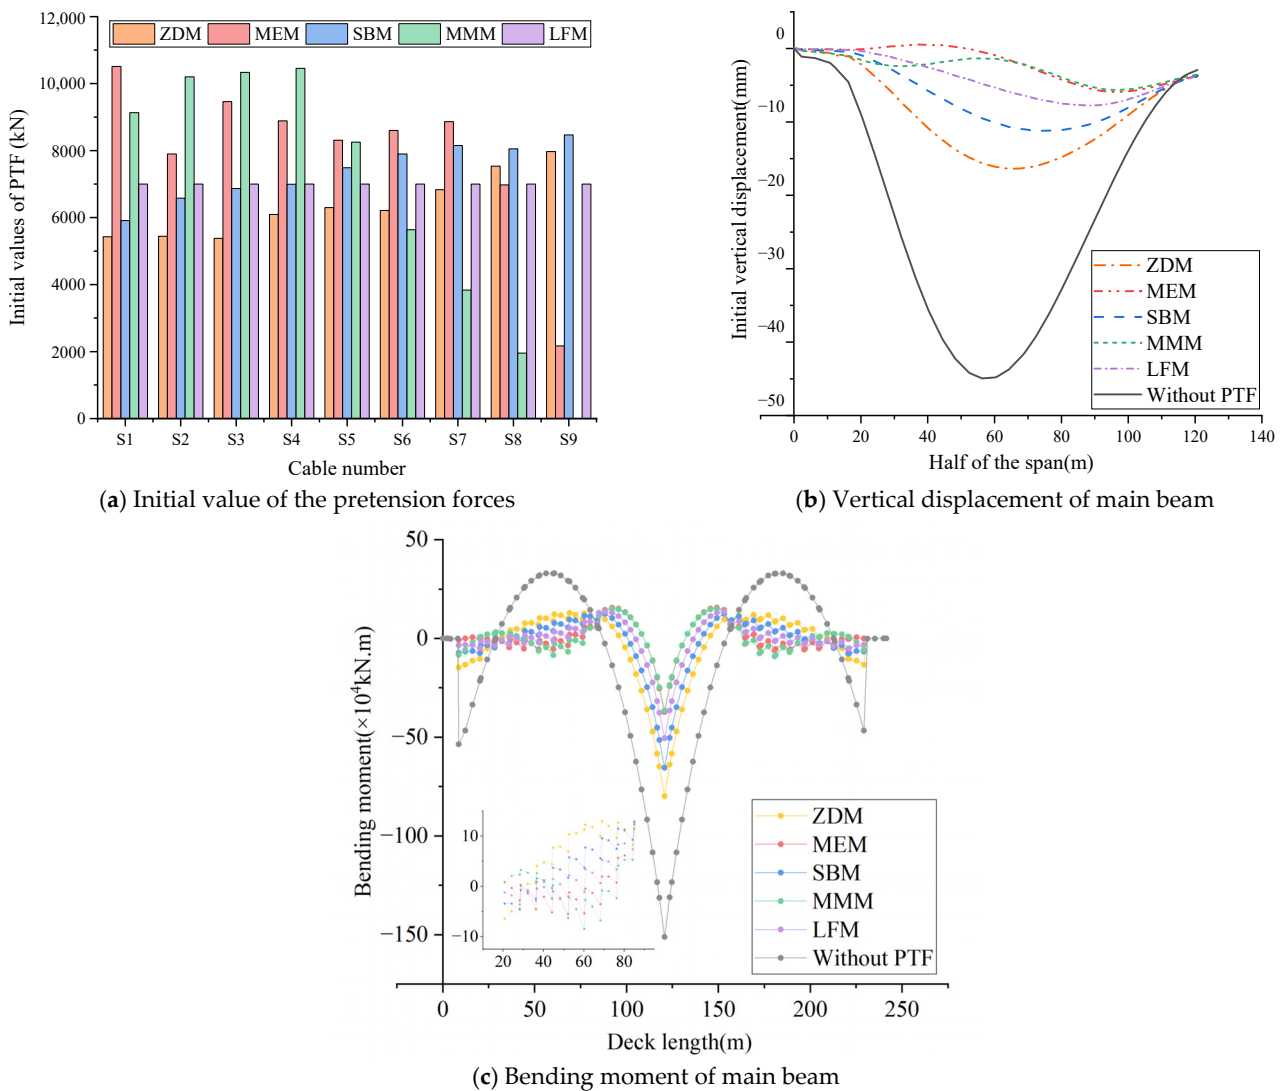 12,000
10,000
8000
6000
4000
2000
0
Initial values of PTF (kN)
ZDM MEM SBM MMM LFM
S1 S2 S3 S4 S5 S6 S7 S8 S9
Cable number
(a) Initial value of the pretension forces
0
−10
−20
−30
−40
−50
Initial vertical displacement(mm)
ZDM
MEM
SBM
MMM
LFM
Without PTF
0 20 40 60 80 100 120 140
Half of the span(m)
(b) Vertical displacement of main beam
50
0
−50
−100
−150
Bending moment(×10⁴kN.m)
10
0
−10
20 40 60 80
ZDM
MEM
SBM
MMM
LFM
Without PTF
0 50 100 150 200 250
Deck length(m)
(c) Bending moment of main beam